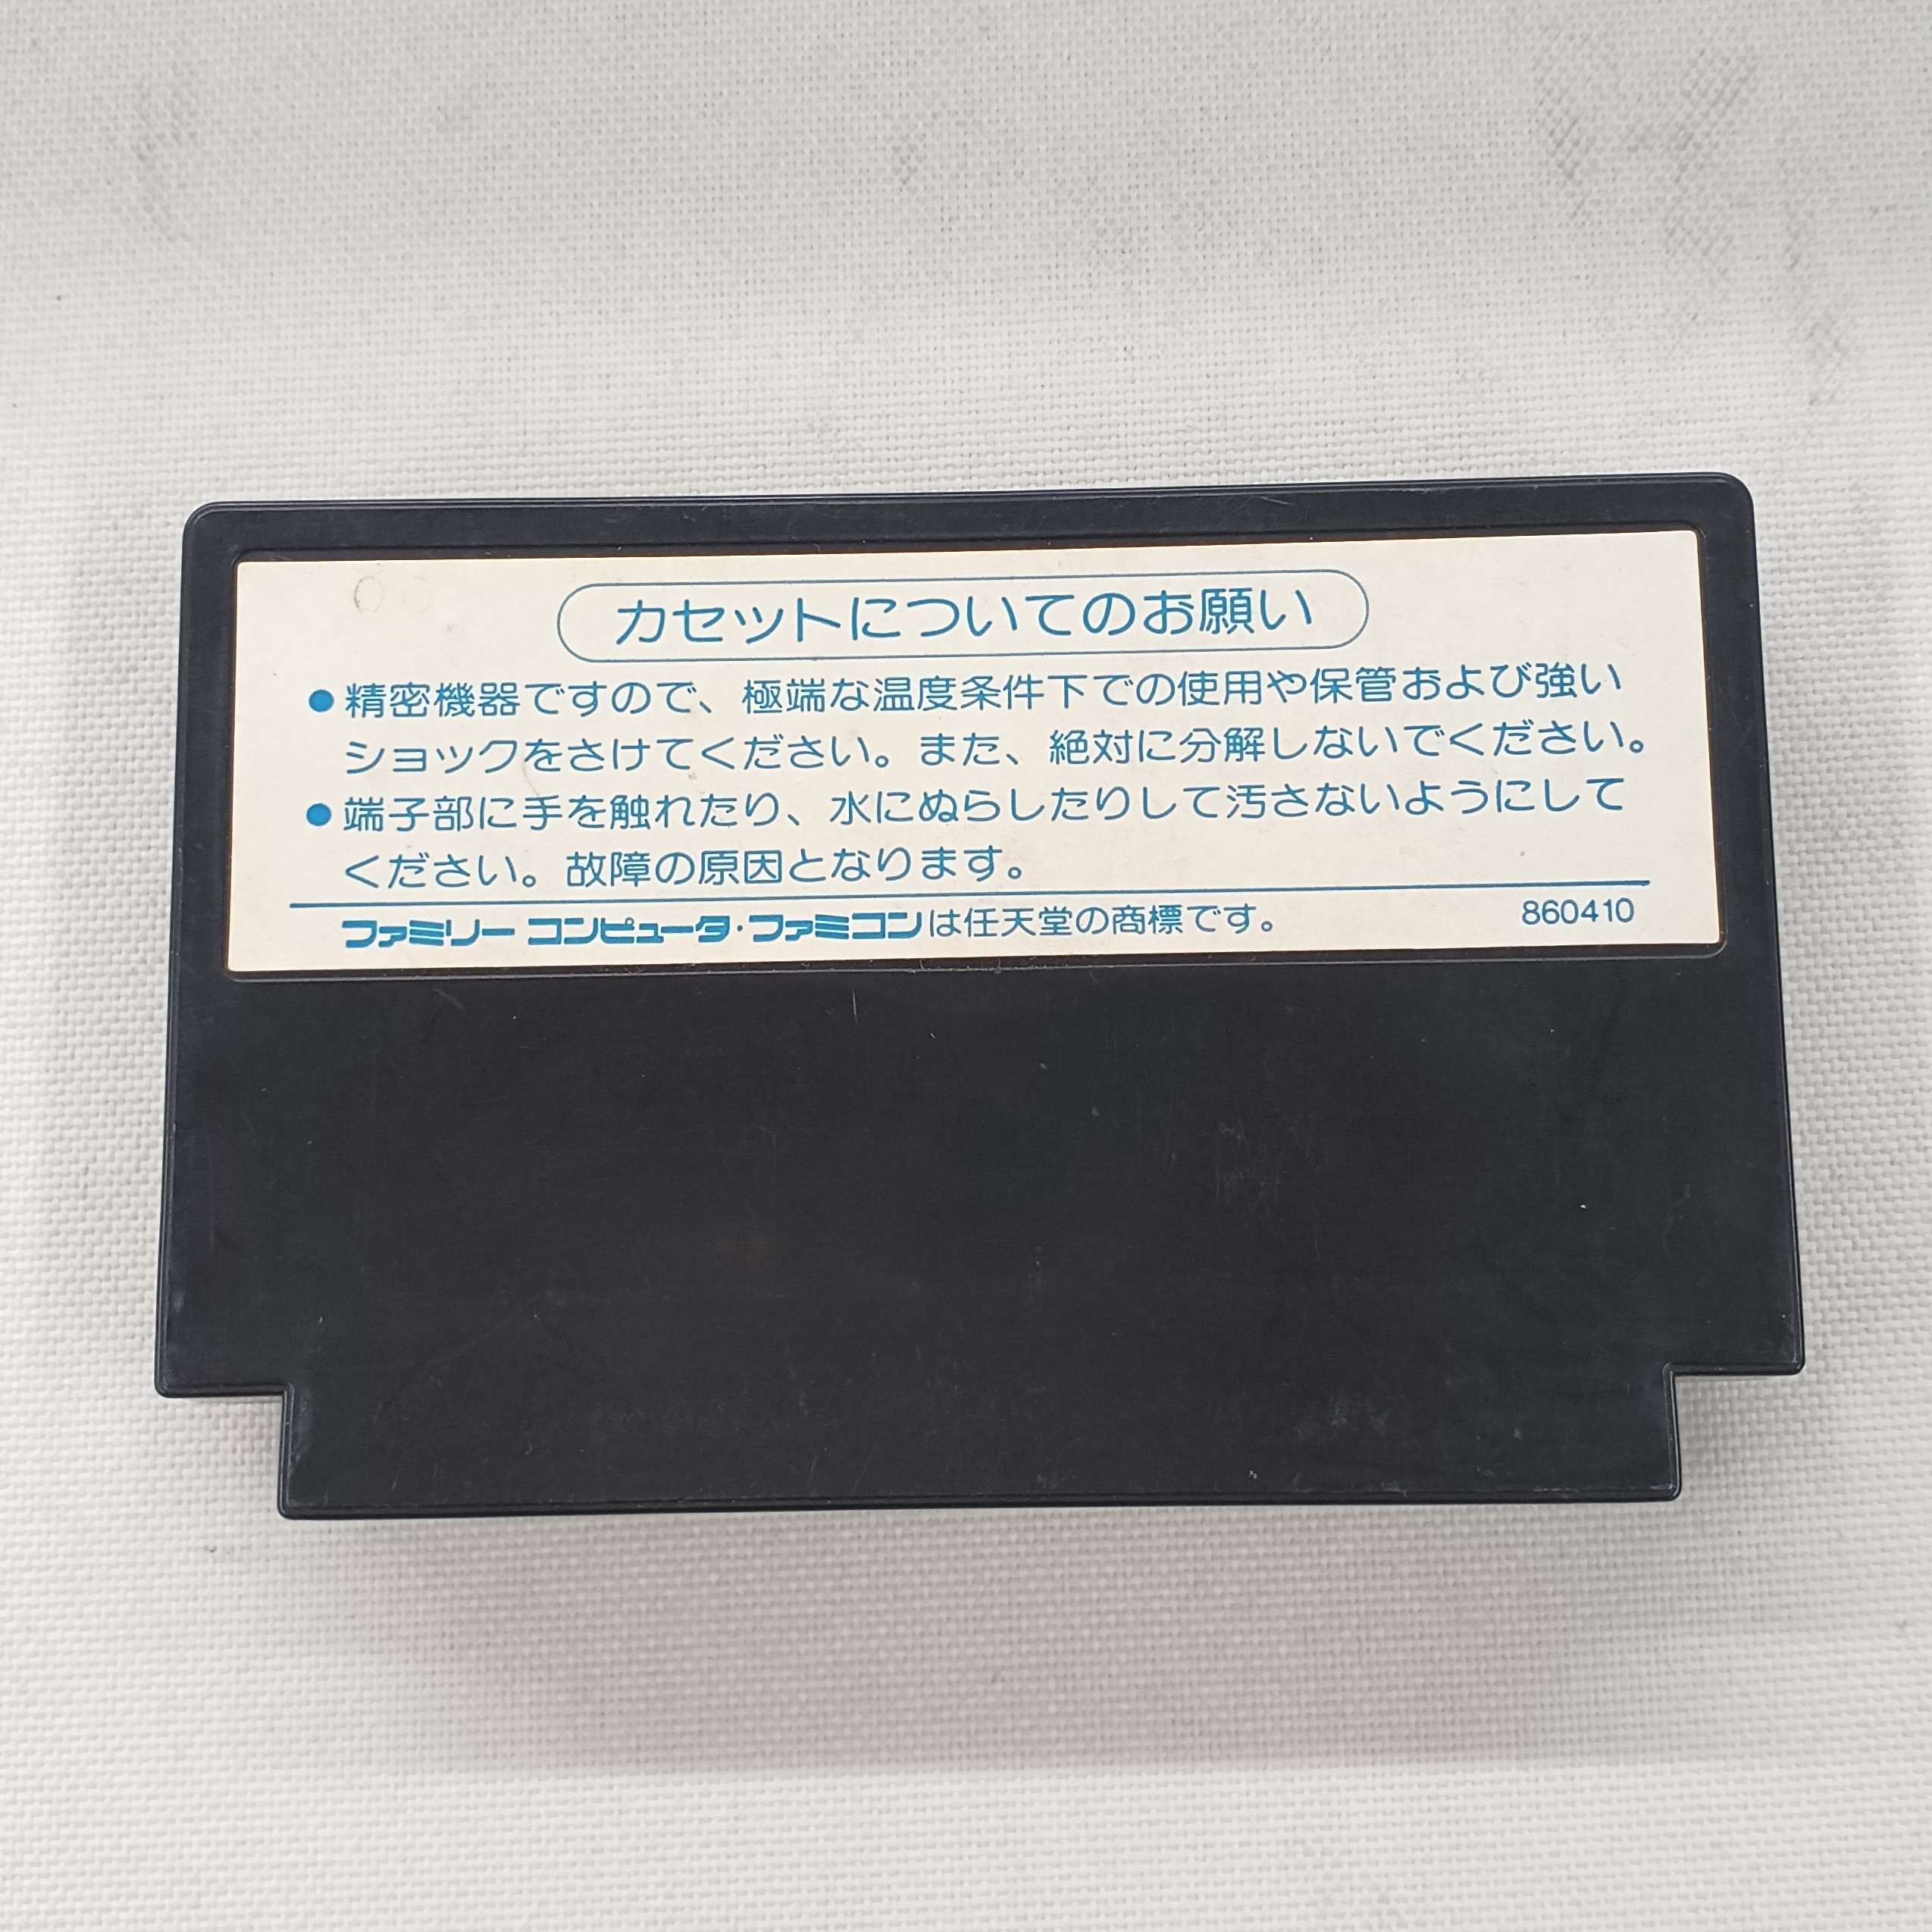 カセットについてのお願い
●精密機器ですので、極端な温度条件下での使用や保管および強い
ショックをさけてください。また、絶対に分解しないでください。
●端子部に手を触れたり、水にぬらしたりして汚さないようにして
ください。故障の原因となります。
ファミリー コンピュータ・ファミコンは任天堂の商標です。 860410